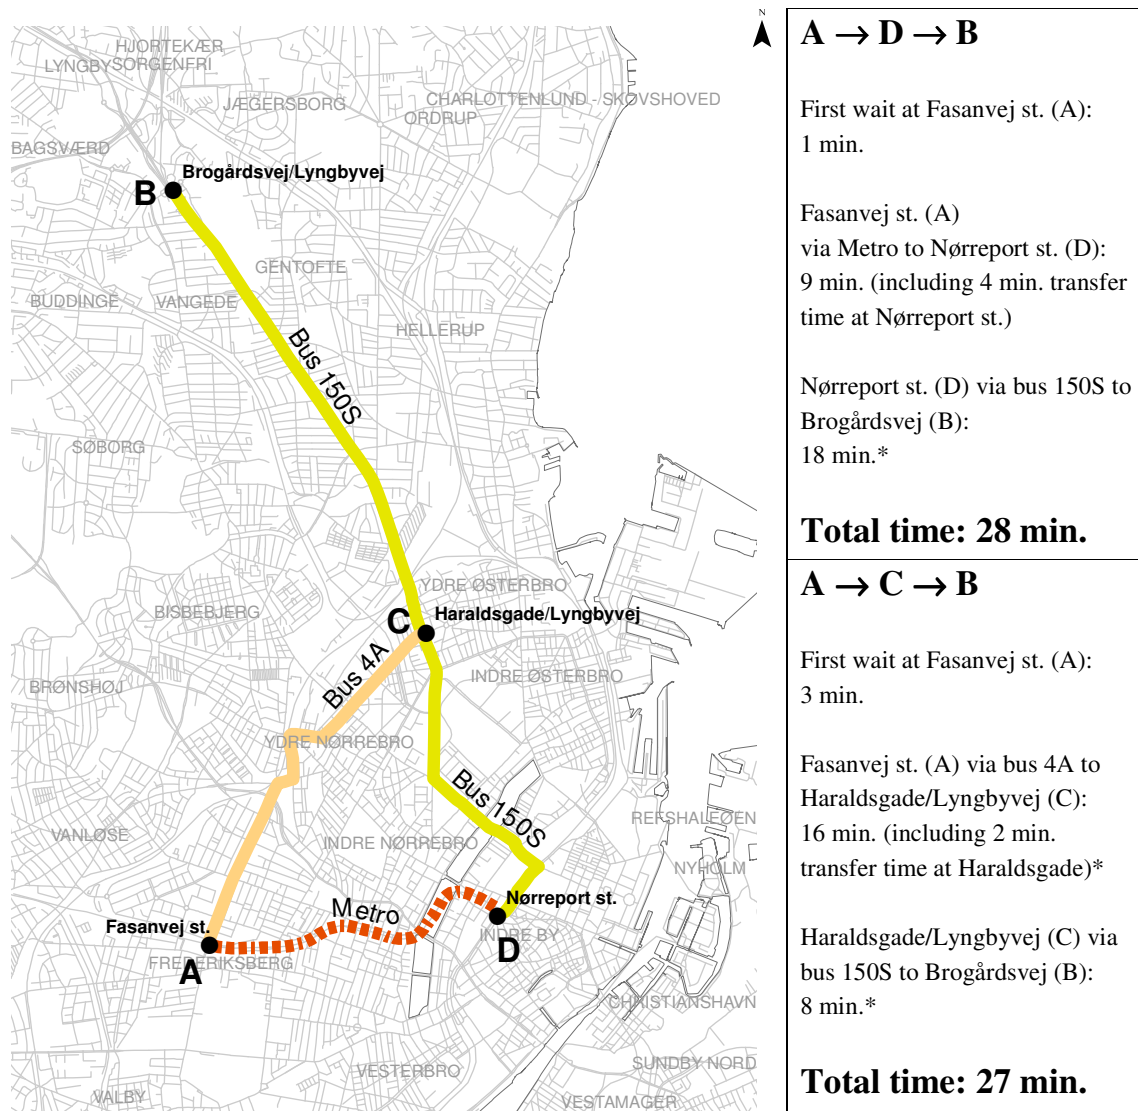 N
HJORTEKÆR
LYNGBY SORGENFRI
JÆGERSBORG
CHARLOTTENLUND - SKOVSHOVED
ORDRUP
BAGSVÆRD
Brogårdsvej/Lyngbyvej
B
GENTOFTE
BUDDINGE
VANGEDE
HELLERUP
Bus 150S
SØBORG
YDRE ØSTERBRO
BISBEBJERG
C
Haraldsgade/Lyngbyvej
Bus 4A
INDRE ØSTERBRO
BRØNSHØJ
YDRE NØRREBRO
Bus 150S
REFSHALEØEN
VANLØSE
INDRE NØRREBRO
NYHOLM
Nørreport st.
Metro
Fasanvej st.
D
INDRE BY
A
FREDERIKSBERG
CHRISTIANSHAVN
SUNDBY NORD
VESTERBRO
VALBY
VESTAMAGER
A → D → B
First wait at Fasanvej st. (A):
1 min.
Fasanvej st. (A)
via Metro to Nørreport st. (D):
9 min. (including 4 min. transfer
time at Nørreport st.)
Nørreport st. (D) via bus 150S to
Brogårdsvej (B):
18 min.*
Total time: 28 min.
A → C → B
First wait at Fasanvej st. (A):
3 min.
Fasanvej st. (A) via bus 4A to
Haraldsgade/Lyngbyvej (C):
16 min. (including 2 min.
transfer time at Haraldsgade)*
Haraldsgade/Lyngbyvej (C) via
bus 150S to Brogårdsvej (B):
8 min.*
Total time: 27 min.